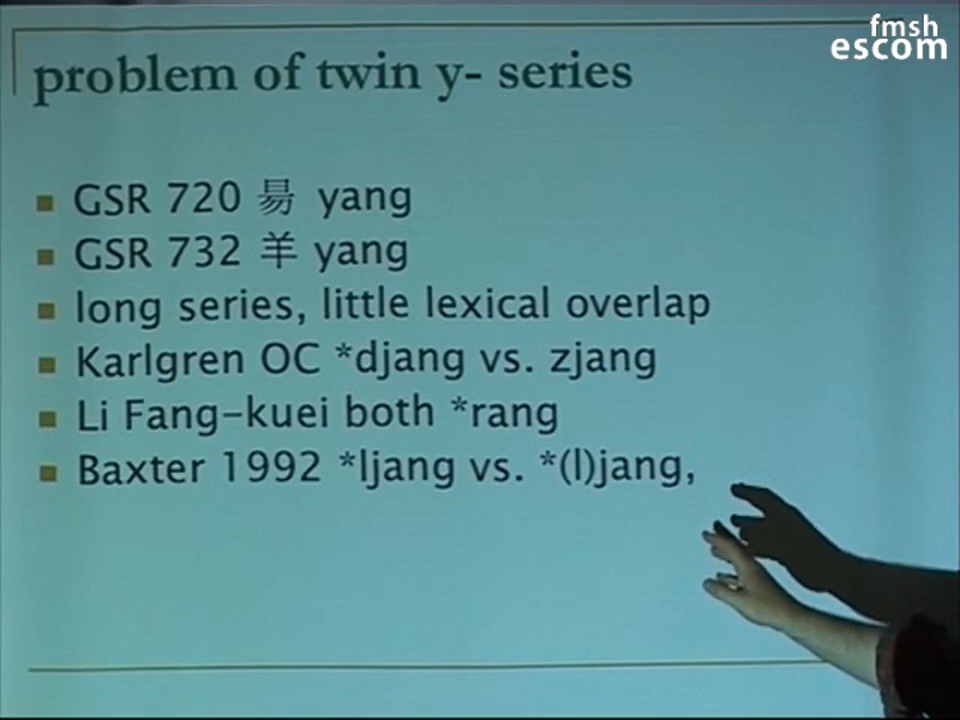 fmsh
escom
problem of twin y- series
GSR 720 昜 yang
GSR 732 羊 yang
long series, little lexical overlap
Karlgren OC *djang vs. zjang
Li Fang-kuei both *rang
Baxter 1992 *ljang vs. *(l)jang,